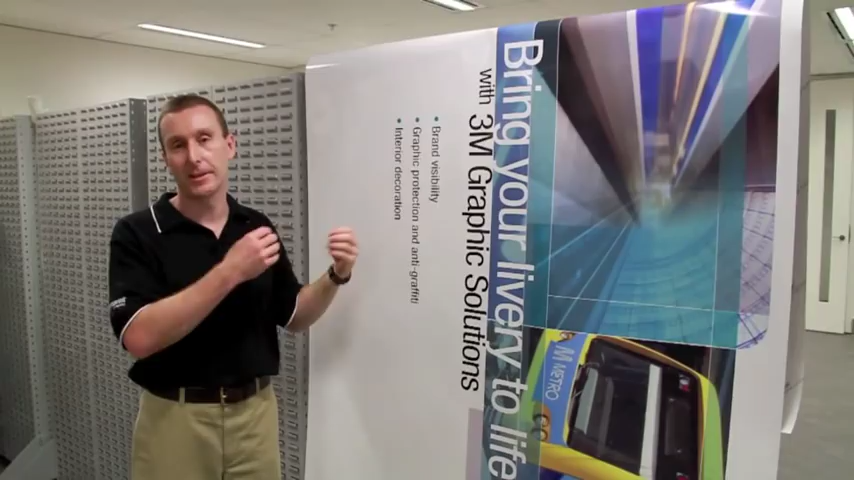 Bring your livery to life
with 3M Graphic Solutions
• Brand visibility
• Graphic protection and anti-graffiti
• Interior decoration
METRO